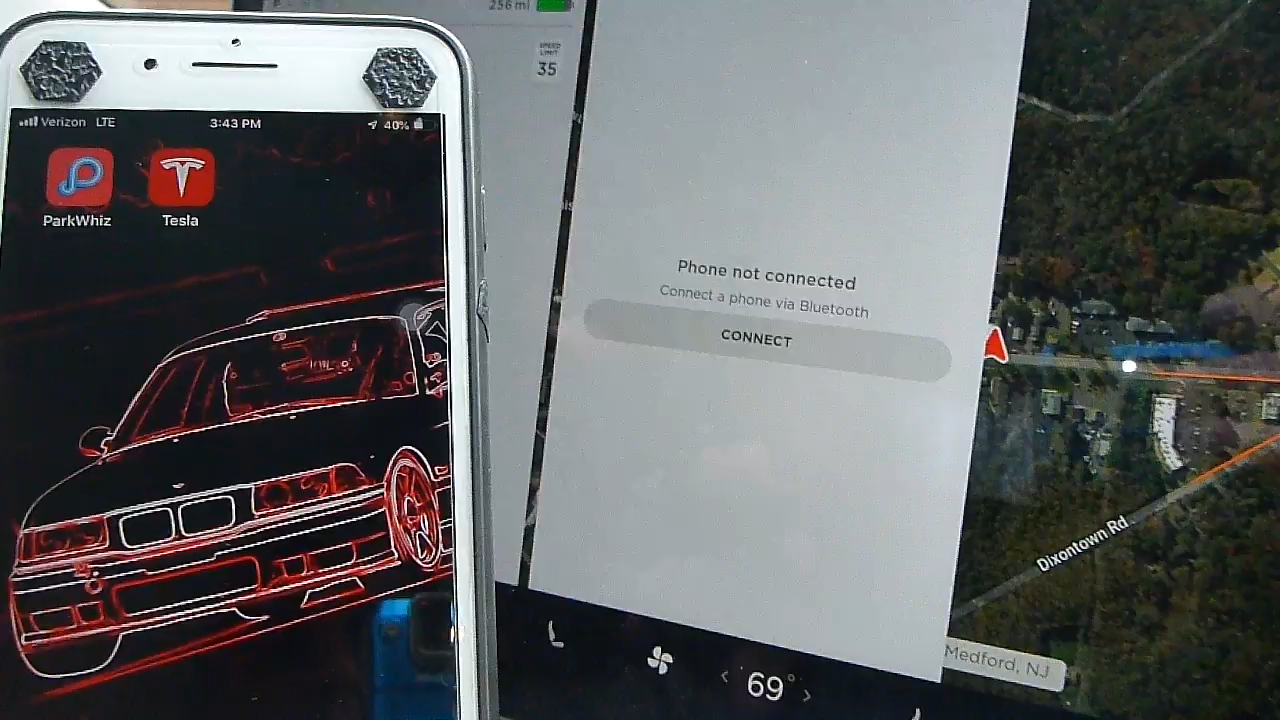 Verizon LTE 3:43 PM 40%
ParkWhiz Tesla
256 mi
SPEED
LIMIT
35
Phone not connected
Connect a phone via Bluetooth
CONNECT
69°
Dixontown Rd
Medford, NJ